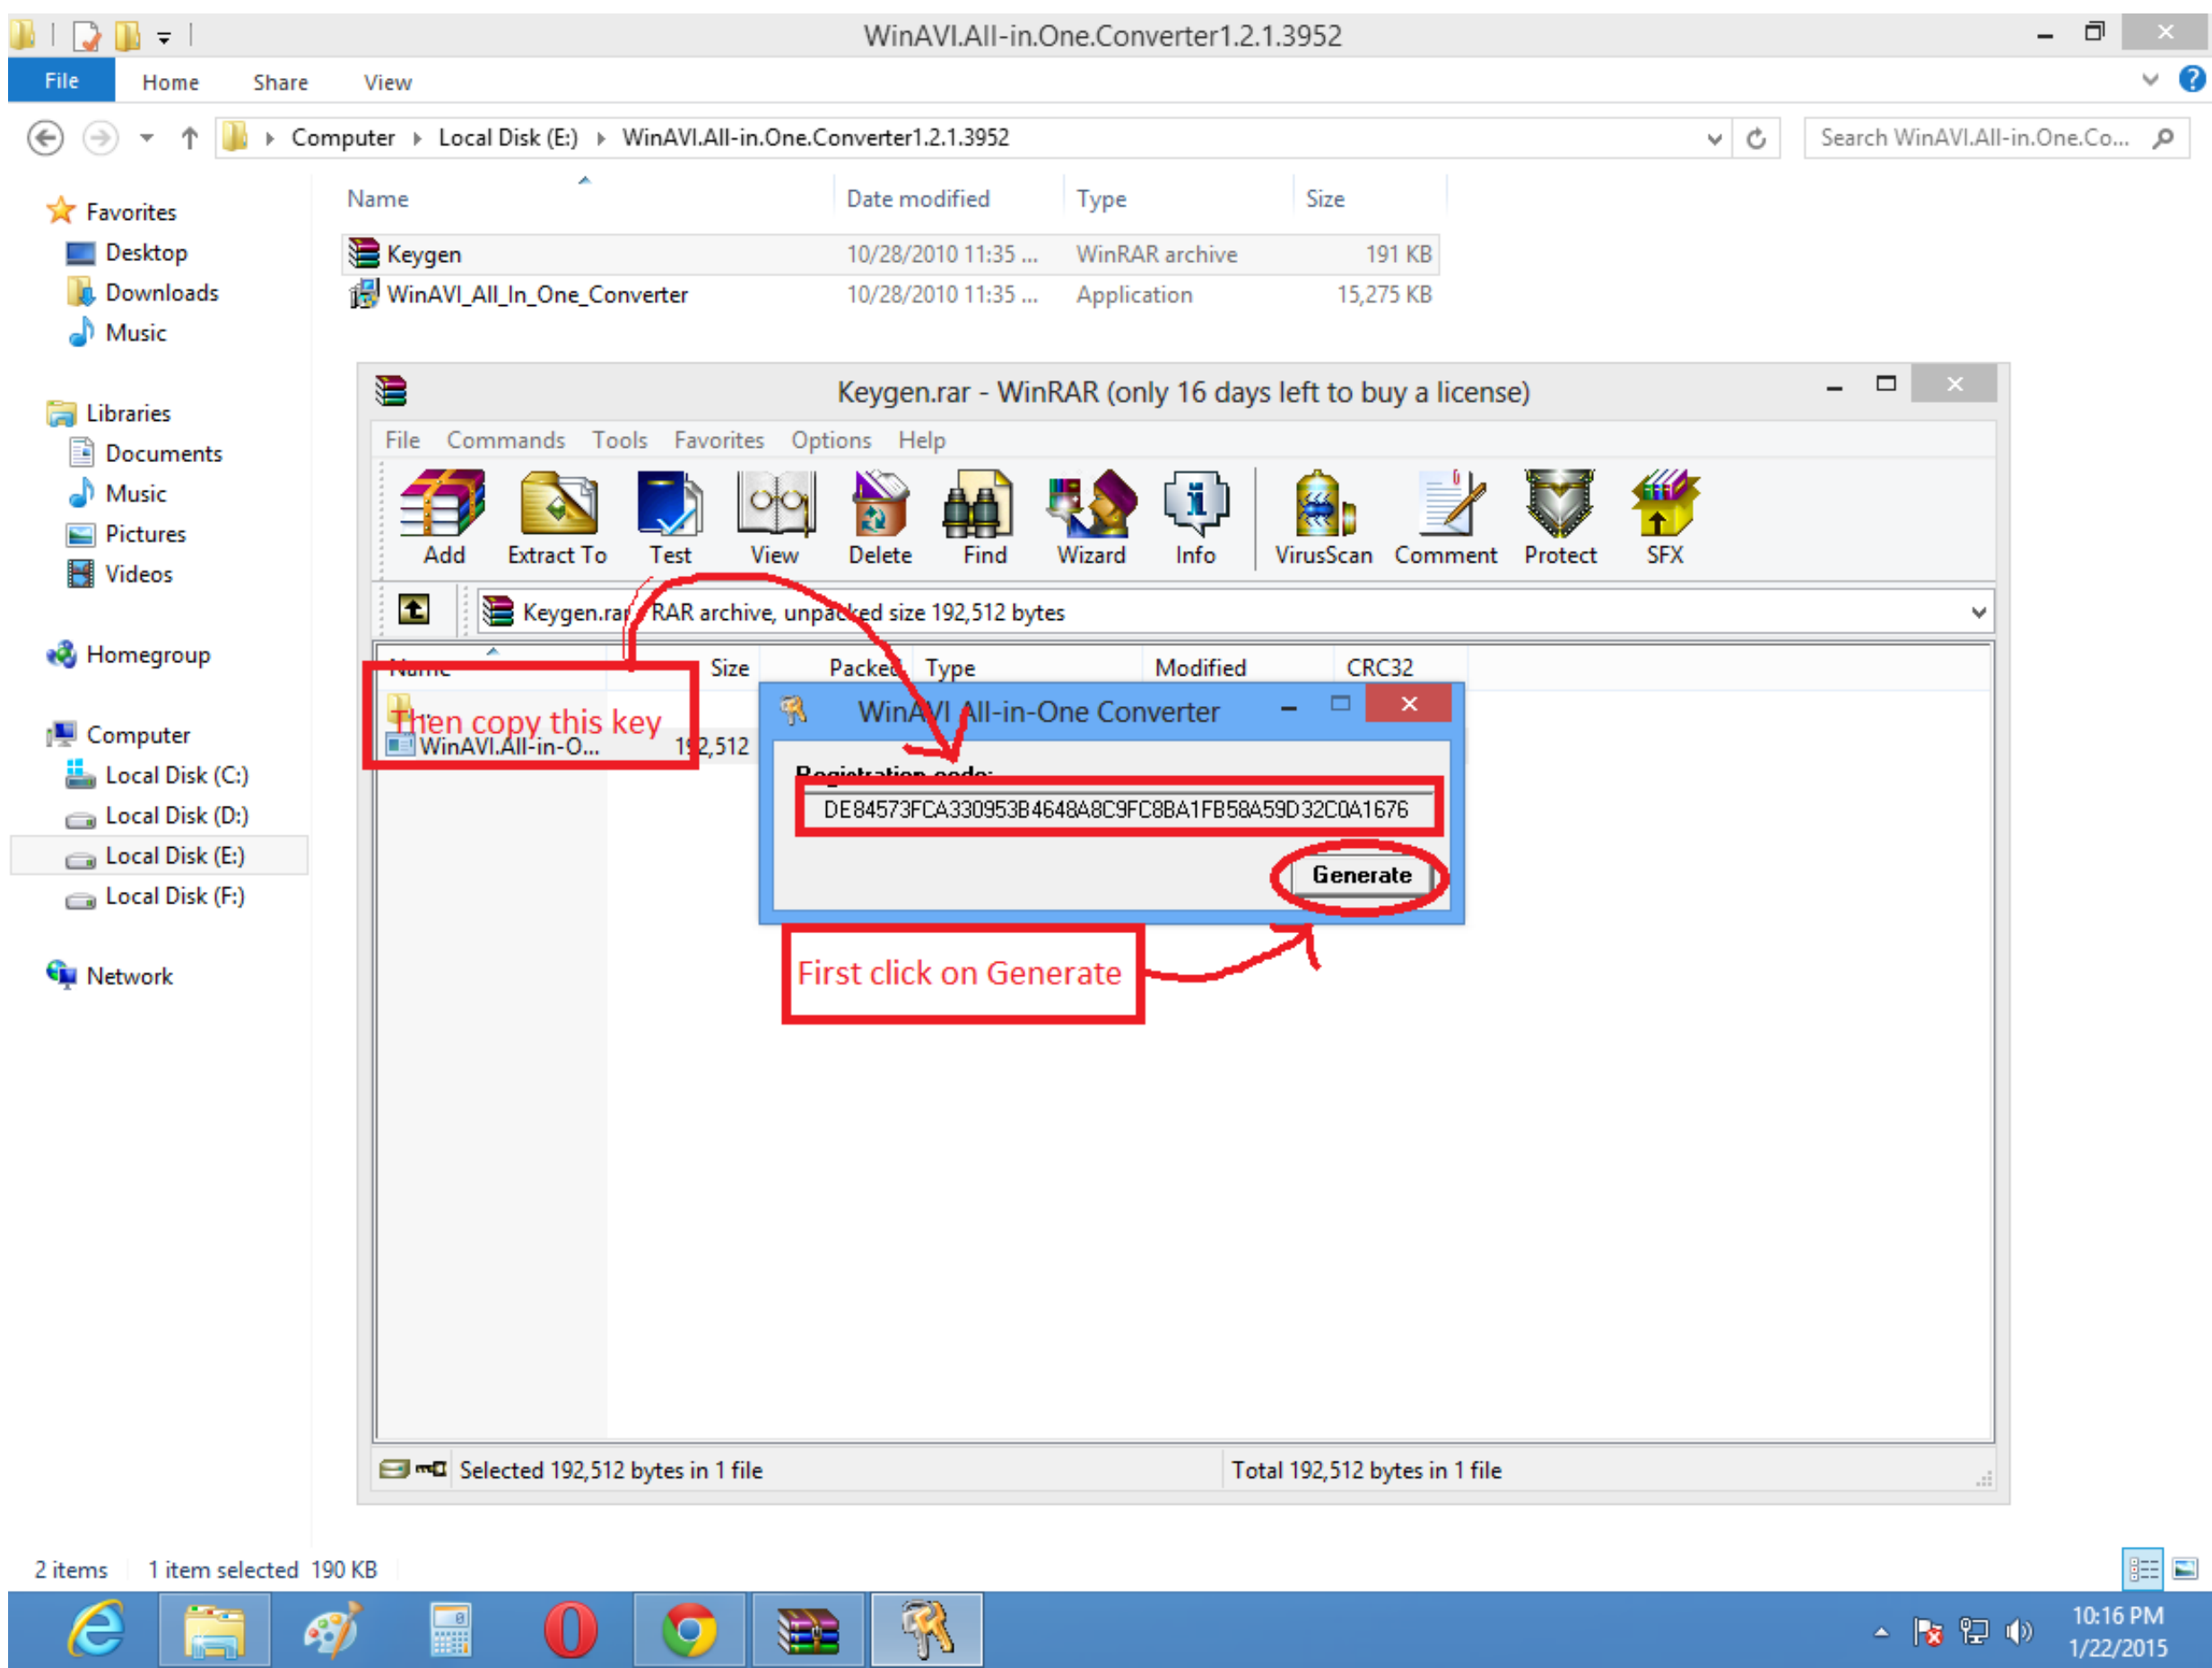 WinAVI.All-in.One.Converter1.2.1.3952
File Home Share View
Computer Local Disk (E:) WinAVI.All-in.One.Converter1.2.1.3952 Search WinAVI.All-in.One.Co...
Name Date modified Type Size
Keygen 10/28/2010 11:35 ... WinRAR archive 191 KB
WinAVI_All_In_One_Converter 10/28/2010 11:35 ... Application 15,275 KB
Favorites
Desktop
Downloads
Music
Libraries
Documents
Music
Pictures
Videos
Homegroup
Computer
Local Disk (C:)
Local Disk (D:)
Local Disk (E:)
Local Disk (F:)
Network
Keygen.rar - WinRAR (only 16 days left to buy a license)
File Commands Tools Favorites Options Help
Add Extract To Test View Delete Find Wizard Info VirusScan Comment Protect SFX
Keygen.rar RAR archive, unpacked size 192,512 bytes
Name Size Packed Type Modified CRC32
..
Then copy this key
WinAVI.All-in-O... 192,512
WinAVI All-in-One Converter
Registration code:
DE84573FCA330953B4648A8C9FC8BA1FB58A59D32C0A1676
Generate
First click on Generate
Selected 192,512 bytes in 1 file Total 192,512 bytes in 1 file
2 items 1 item selected 190 KB
10:16 PM
1/22/2015